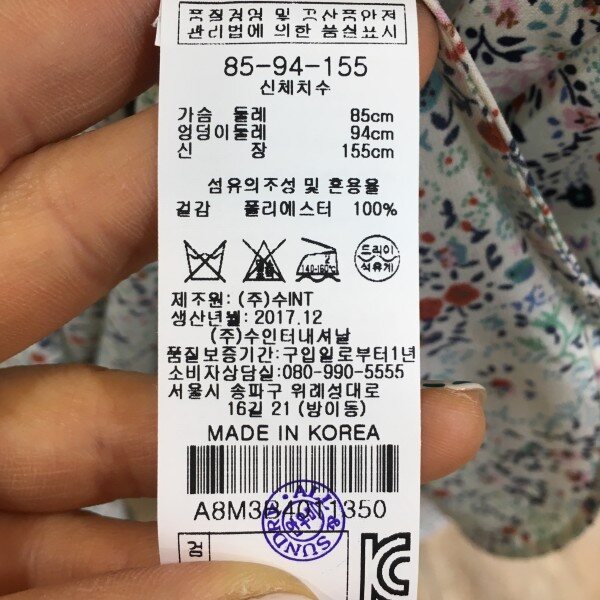 품질경영 및 공산품안전
관리법에 의한 품질표시
85-94-155
신체치수
가슴 둘레 85cm
엉덩이둘레 94cm
신 장 155cm
섬유의조성 및 혼용율
겉감 폴리에스터 100%
140-160℃ 드라이
석유계
제조원: (주)수INT
생산년월: 2017.12
(주)수인터내셔날
품질보증기간:구입일로부터1년
소비자상담실:080-990-5555
서울시 송파구 위례성대로
16길 21 (방이동)
MADE IN KOREA
A8M3B4011350
ALL & SUNDRY
검